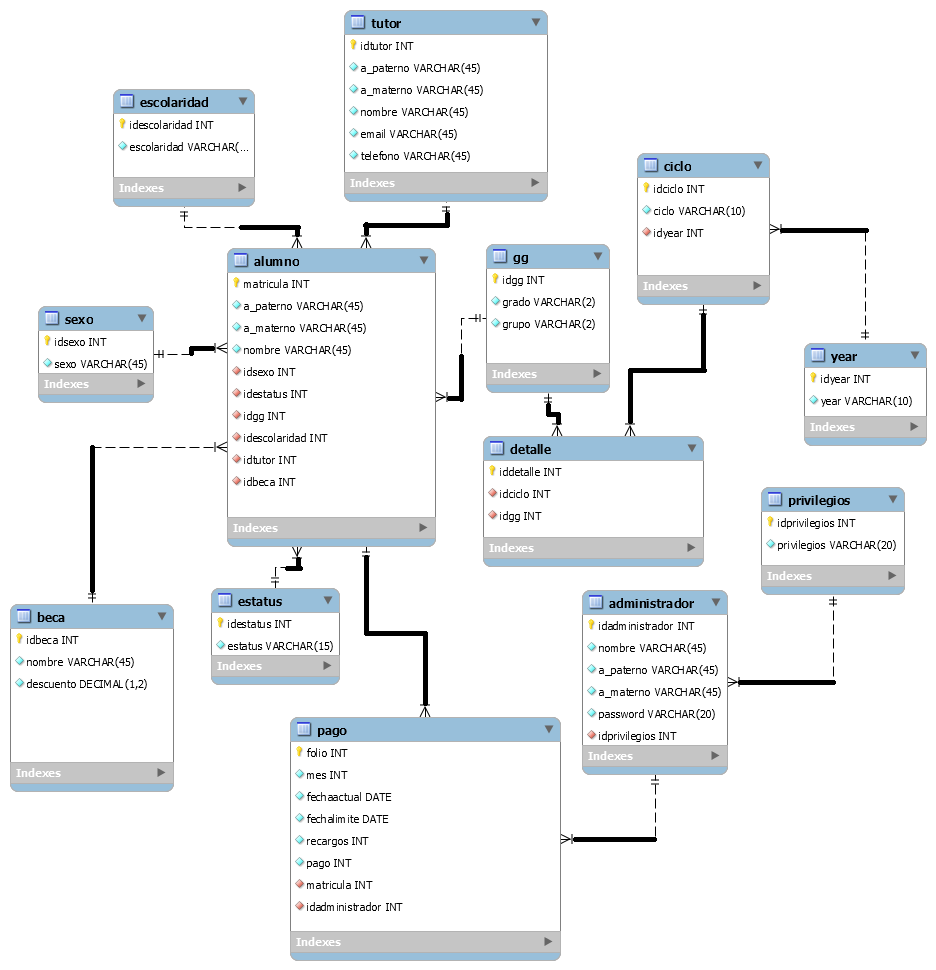 tutor
idtutor INT
a_paterno VARCHAR(45)
a_materno VARCHAR(45)
nombre VARCHAR(45)
email VARCHAR(45)
telefono VARCHAR(45)
Indexes
escolaridad
idescolaridad INT
escolaridad VARCHAR(...
Indexes
ciclo
idciclo INT
ciclo VARCHAR(10)
idyear INT
Indexes
alumno
matricula INT
a_paterno VARCHAR(45)
a_materno VARCHAR(45)
nombre VARCHAR(45)
idsexo INT
idestatus INT
idgg INT
idescolaridad INT
idtutor INT
idbeca INT
Indexes
gg
idgg INT
grado VARCHAR(2)
grupo VARCHAR(2)
Indexes
sexo
idsexo INT
sexo VARCHAR(45)
Indexes
year
idyear INT
year VARCHAR(10)
Indexes
detalle
iddetalle INT
idciclo INT
idgg INT
Indexes
privilegios
idprivilegios INT
privilegios VARCHAR(20)
Indexes
beca
idbeca INT
nombre VARCHAR(45)
descuento DECIMAL(1,2)
Indexes
estatus
idestatus INT
estatus VARCHAR(15)
Indexes
administrador
idadministrador INT
nombre VARCHAR(45)
a_paterno VARCHAR(45)
a_materno VARCHAR(45)
password VARCHAR(20)
idprivilegios INT
Indexes
pago
folio INT
mes INT
fechaactual DATE
fechalimite DATE
recargos INT
pago INT
matricula INT
idadministrador INT
Indexes